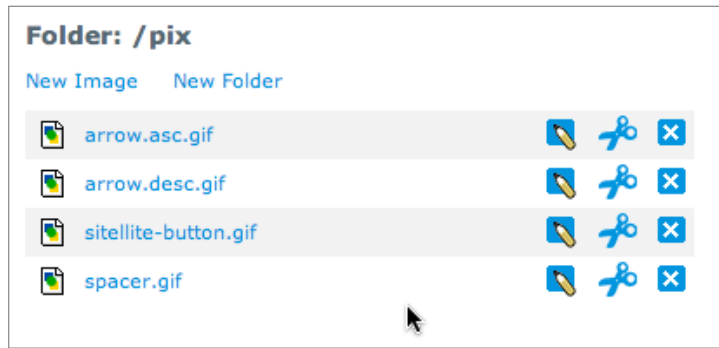 Folder: /pix
New Image New Folder
arrow.asc.gif
arrow.desc.gif
sitellite-button.gif
spacer.gif